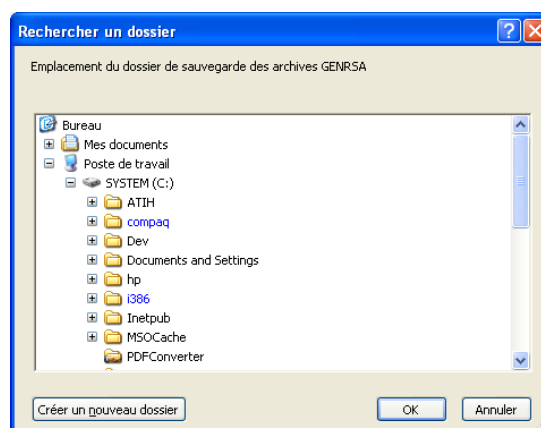 Rechercher un dossier
Emplacement du dossier de sauvegarde des archives GENRSA
Bureau
Mes documents
Poste de travail
SYSTEM (C:)
ATIH
compaq
Dev
Documents and Settings
hp
i386
Inetpub
MSOCache
PDFConverter
Créer un nouveau dossier
OK
Annuler